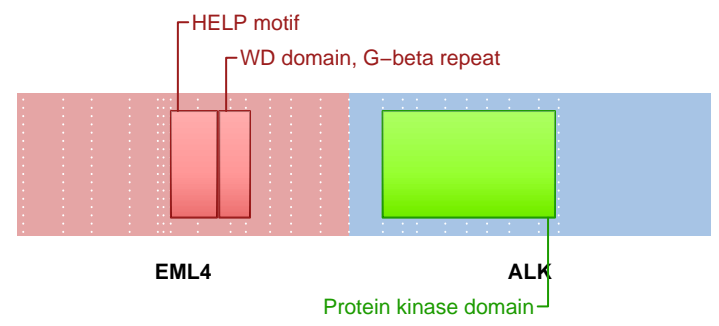 HELP motif
WD domain, G−beta repeat
EML4
ALK
Protein kinase domain